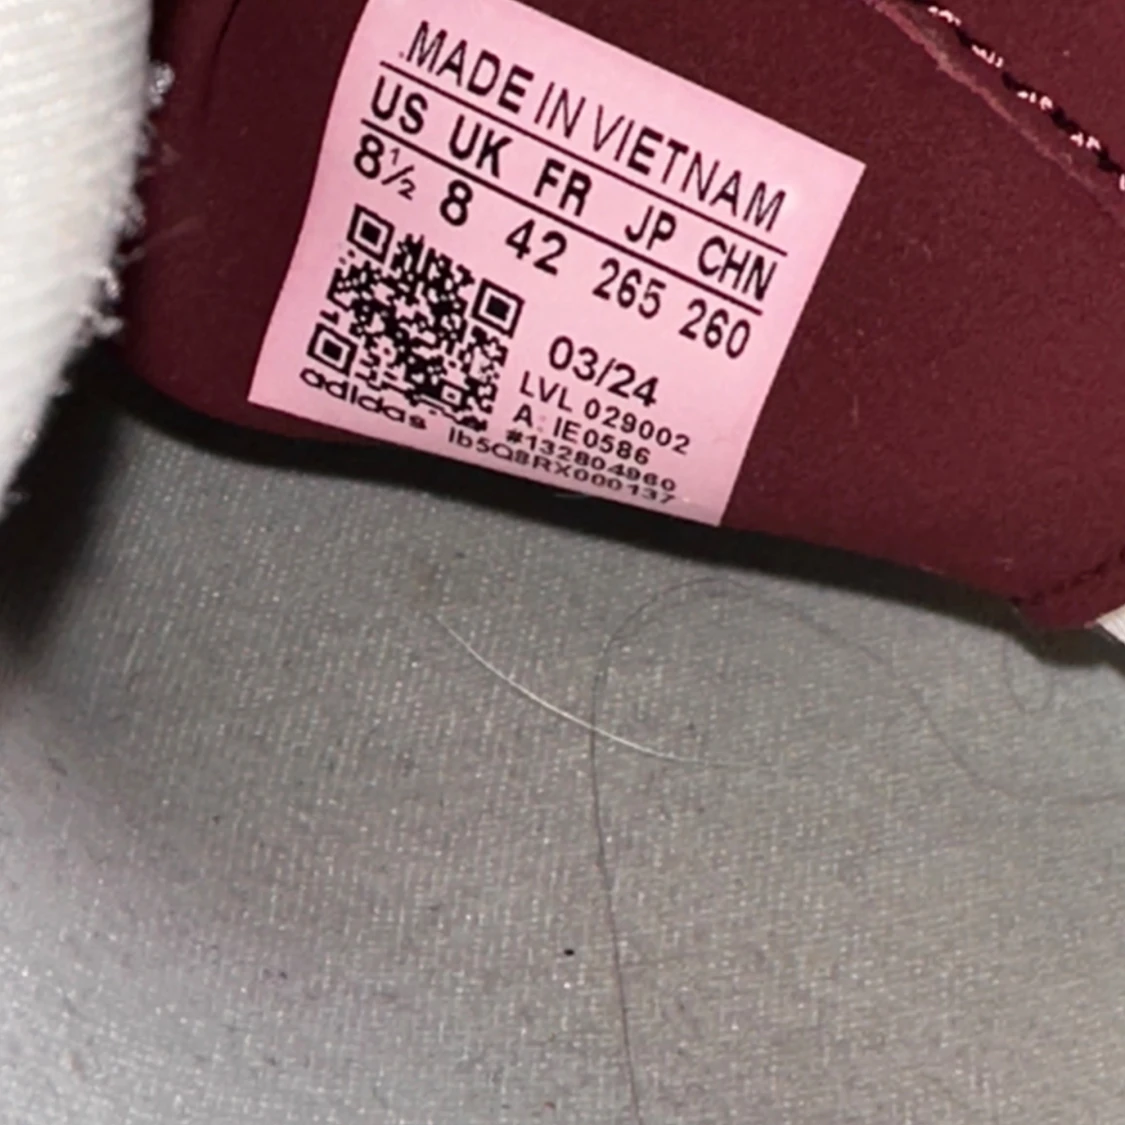 MADE IN VIETNAM
US UK FR JP CHN
8½ 8 42 265 260
03/24
LVL 029002
A: IE0586
#132804960
adidas Ib5Q8RX000137